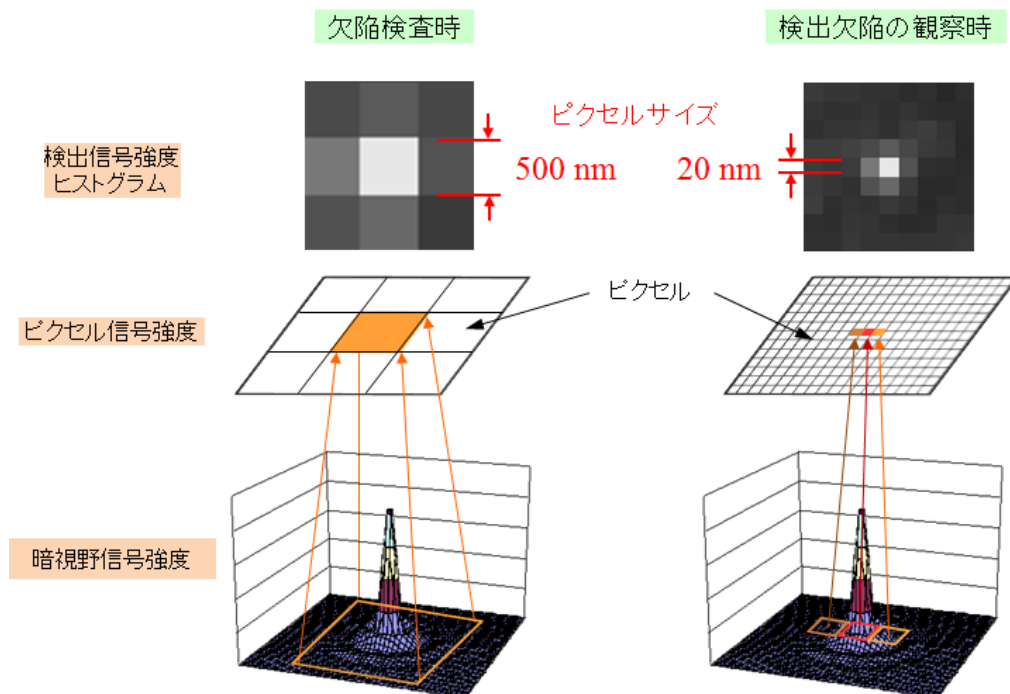 欠陥検査時
検出欠陥の観察時
検出信号強度
ヒストグラム
ピクセルサイズ
500 nm
20 nm
ピクセル信号強度
ピクセル
暗視野信号強度